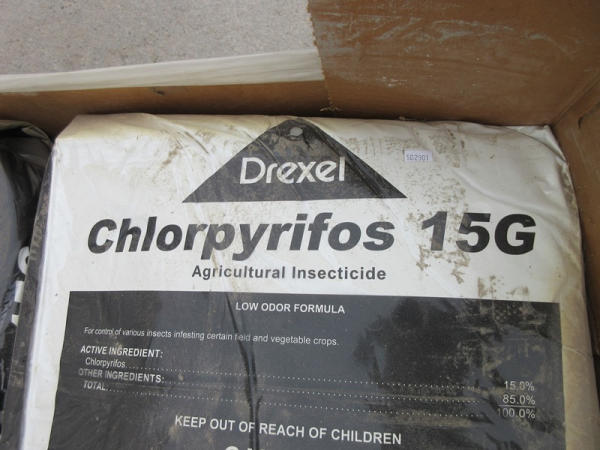 Drexel
502901
Chlorpyrifos 15G
Agricultural Insecticide
LOW ODOR FORMULA
For control of various insects infesting certain field and vegetable crops.
ACTIVE INGREDIENT:
Chlorpyrifos 15.0%
OTHER INGREDIENTS: 85.0%
TOTAL 100.0%
KEEP OUT OF REACH OF CHILDREN